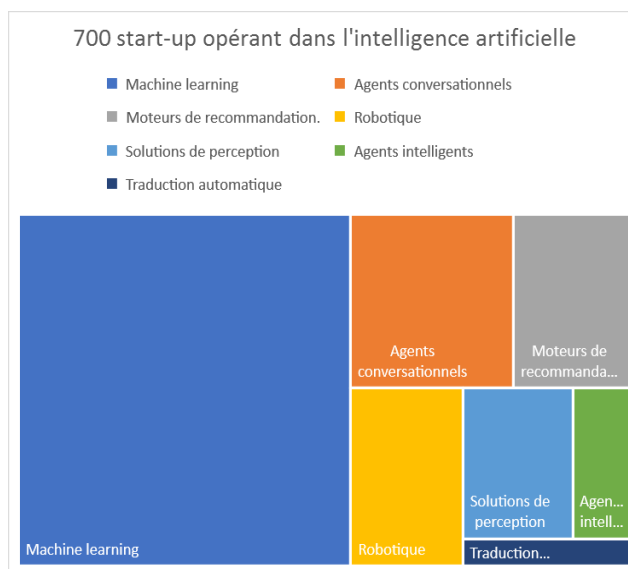 700 start-up opérant dans l'intelligence artificielle
Machine learning
Agents conversationnels
Moteurs de recommandation.
Robotique
Solutions de perception
Agents intelligents
Traduction automatique
Agents
conversationnels
Moteurs de
recommanda...
Machine learning
Robotique
Solutions de
perception
Agen...
intell...
Traduction...